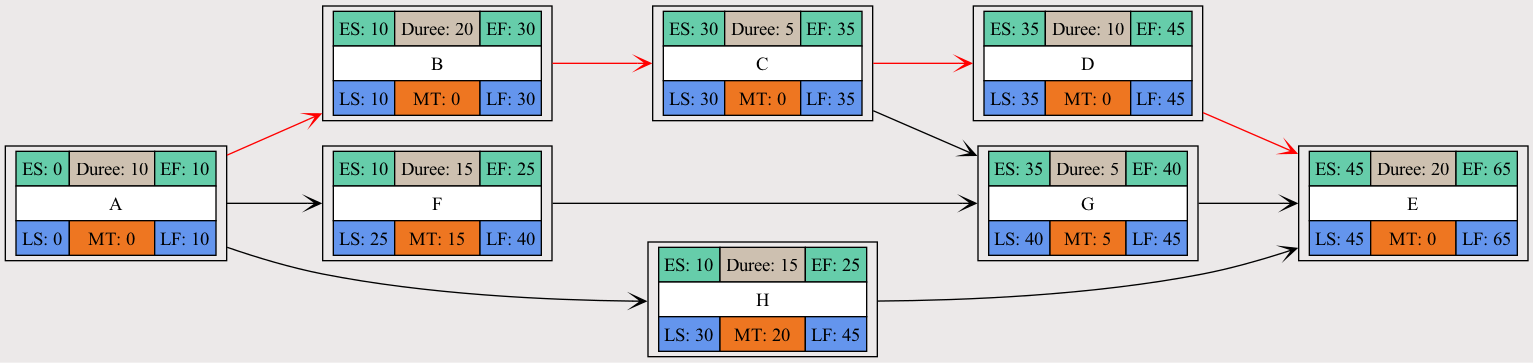 ES: 10 Duree: 20 EF: 30
B
LS: 10 MT: 0 LF: 30
ES: 30 Duree: 5 EF: 35
C
LS: 30 MT: 0 LF: 35
ES: 35 Duree: 10 EF: 45
D
LS: 35 MT: 0 LF: 45
ES: 0 Duree: 10 EF: 10
A
LS: 0 MT: 0 LF: 10
ES: 10 Duree: 15 EF: 25
F
LS: 25 MT: 15 LF: 40
ES: 35 Duree: 5 EF: 40
G
LS: 40 MT: 5 LF: 45
ES: 45 Duree: 20 EF: 65
E
LS: 45 MT: 0 LF: 65
ES: 10 Duree: 15 EF: 25
H
LS: 30 MT: 20 LF: 45